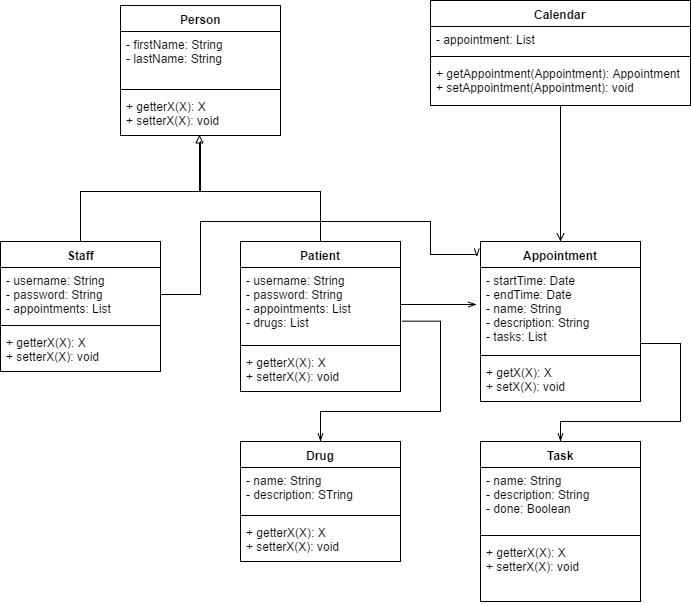 Person
- firstName: String
- lastName: String
+ getterX(X): X
+ setterX(X): void
Calendar
- appointment: List
+ getAppointment(Appointment): Appointment
+ setAppointment(Appointment): void
Staff
- username: String
- password: String
- appointments: List
+ getterX(X): X
+ setterX(X): void
Patient
- username: String
- password: String
- appointments: List
- drugs: List
+ getterX(X): X
+ setterX(X): void
Appointment
- startTime: Date
- endTime: Date
- name: String
- description: String
- tasks: List
+ getX(X): X
+ setX(X): void
Drug
- name: String
- description: STring
+ getterX(X): X
+ setterX(X): void
Task
- name: String
- description: String
- done: Boolean
+ getterX(X): X
+ setterX(X): void